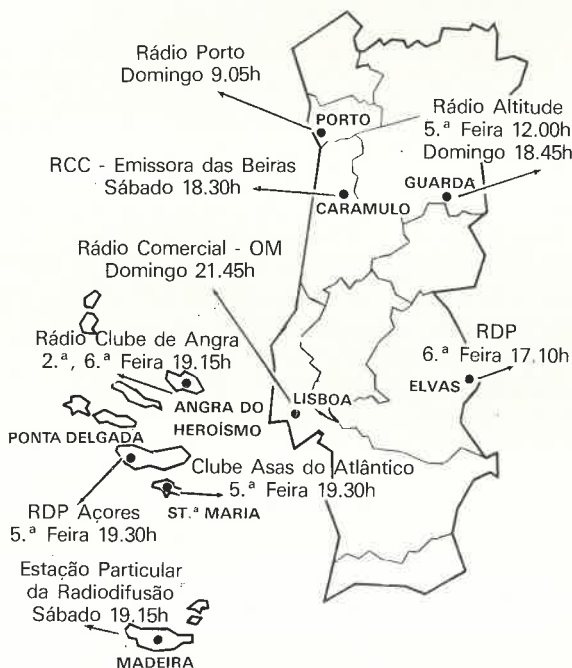 Rádio Porto
Domingo 9.05h
PORTO
Rádio Altitude
5.ª Feira 12.00h
Domingo 18.45h
RCC - Emissora das Beiras
Sábado 18.30h
GUARDA
CARAMULO
Rádio Comercial - OM
Domingo 21.45h
Rádio Clube de Angra
2.ª, 6.ª Feira 19.15h
RDP
6.ª Feira 17.10h
ELVAS
LISBOA
ANGRA DO
HEROÍSMO
PONTA DELGADA
Clube Asas do Atlântico
5.ª Feira 19.30h
ST.ª MARIA
RDP Açores
5.ª Feira 19.30h
Estação Particular
da Radiodifusão
Sábado 19.15h
MADEIRA